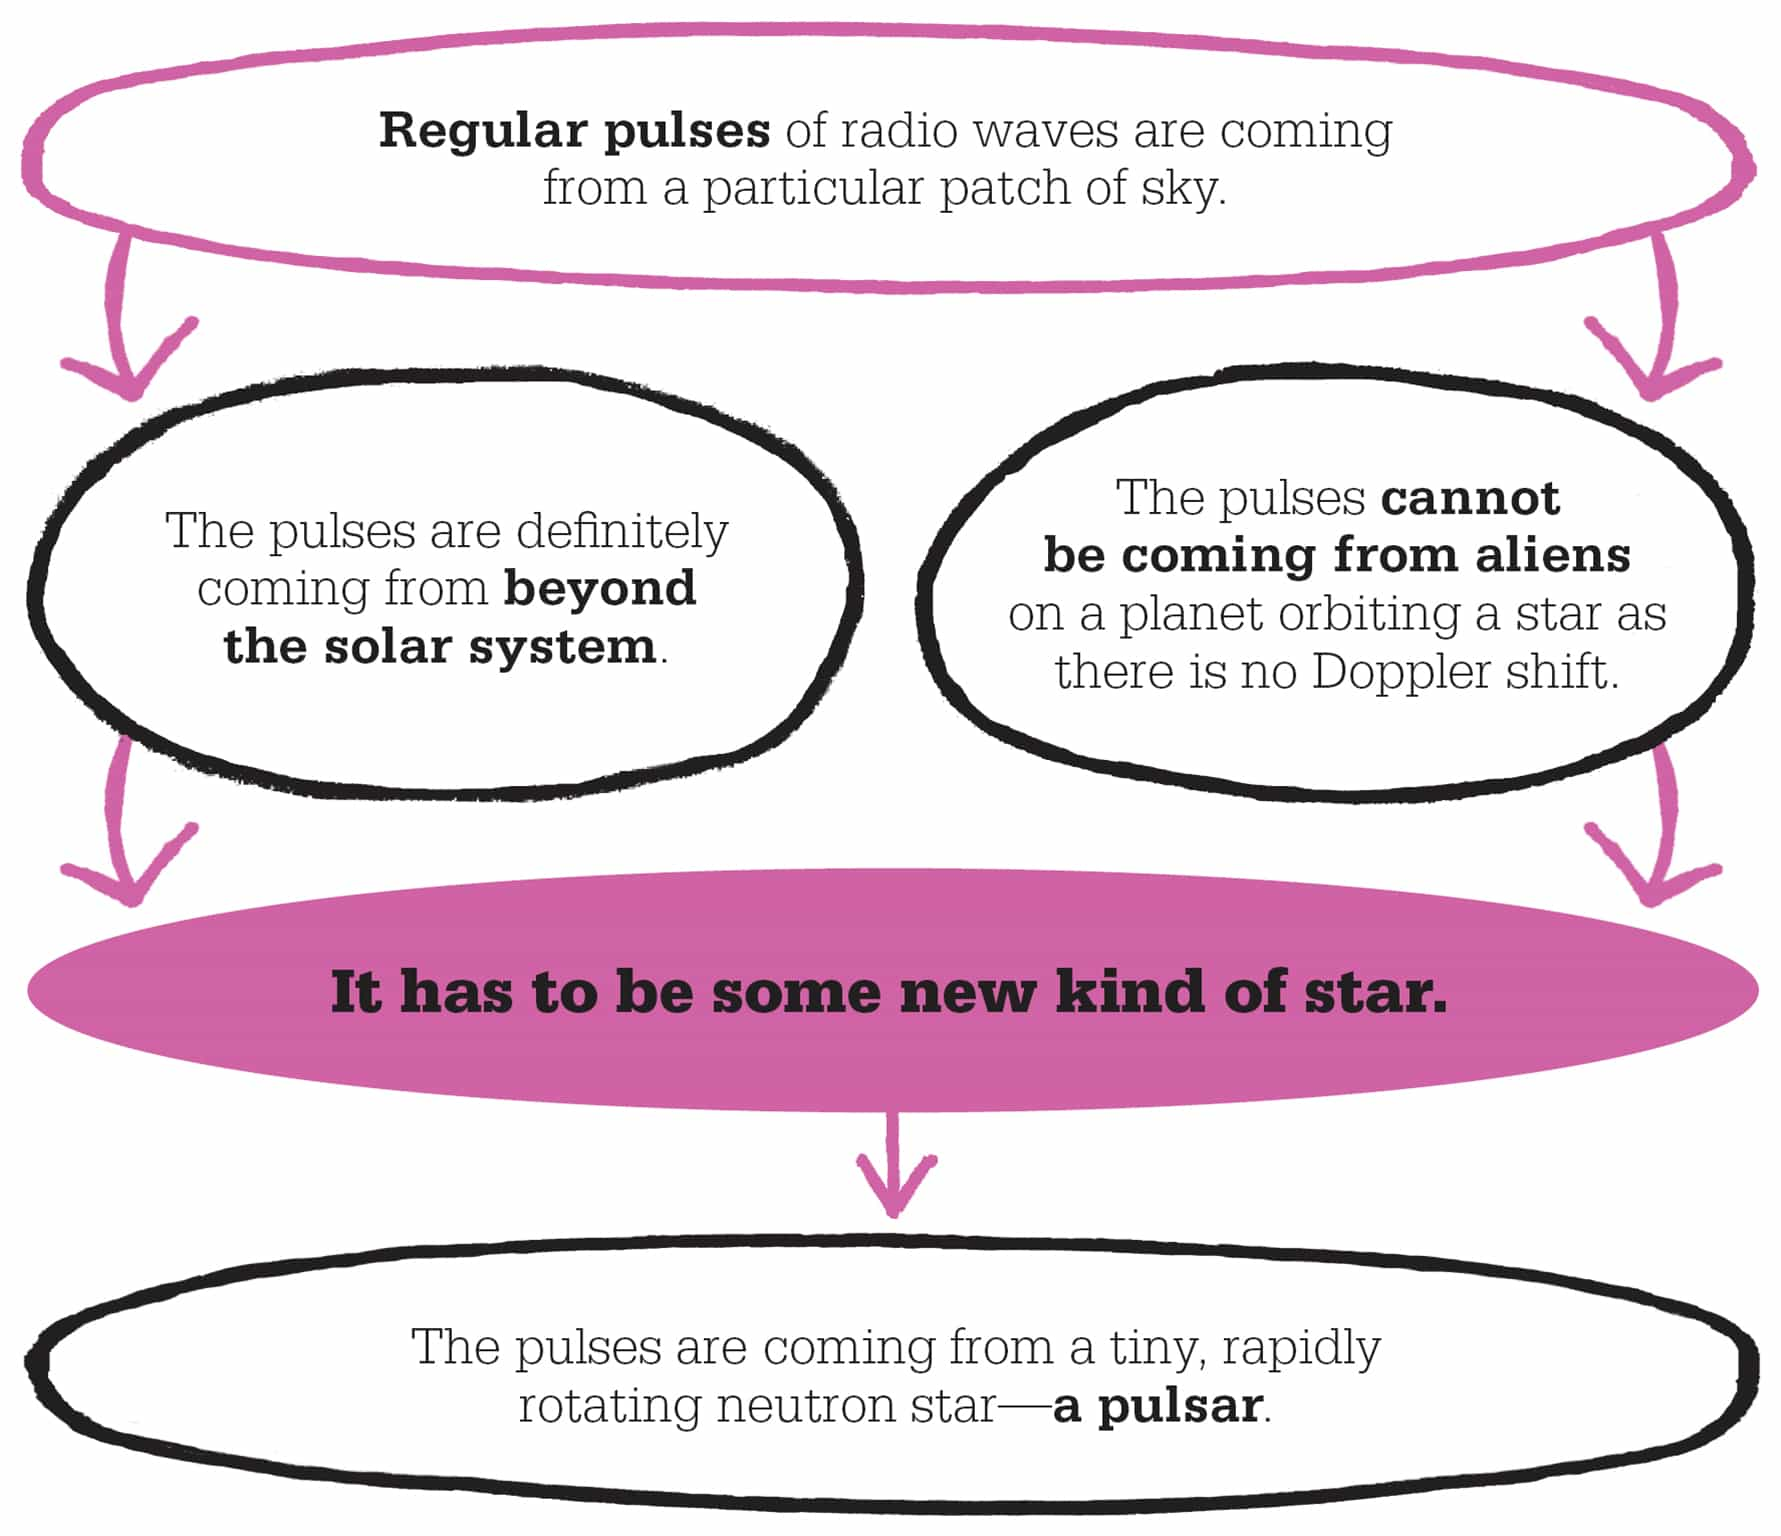 Regular pulses of radio waves are coming
from a particular patch of sky.
The pulses are definitely
coming from beyond
the solar system.
The pulses cannot
be coming from aliens
on a planet orbiting a star as
there is no Doppler shift.
It has to be some new kind of star.
The pulses are coming from a tiny, rapidly
rotating neutron star—a pulsar.